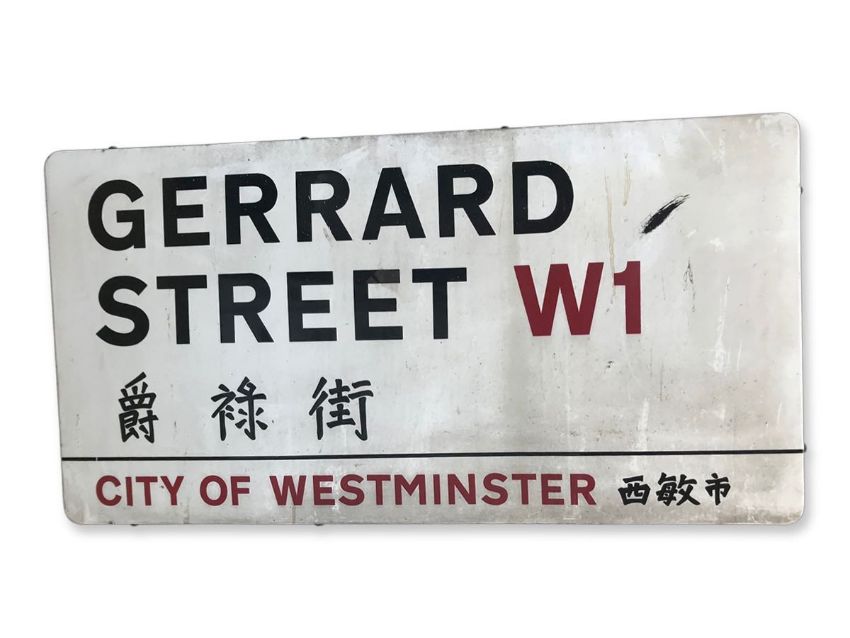 GERRARD
STREET W1
爵祿街
CITY OF WESTMINSTER 西敏市